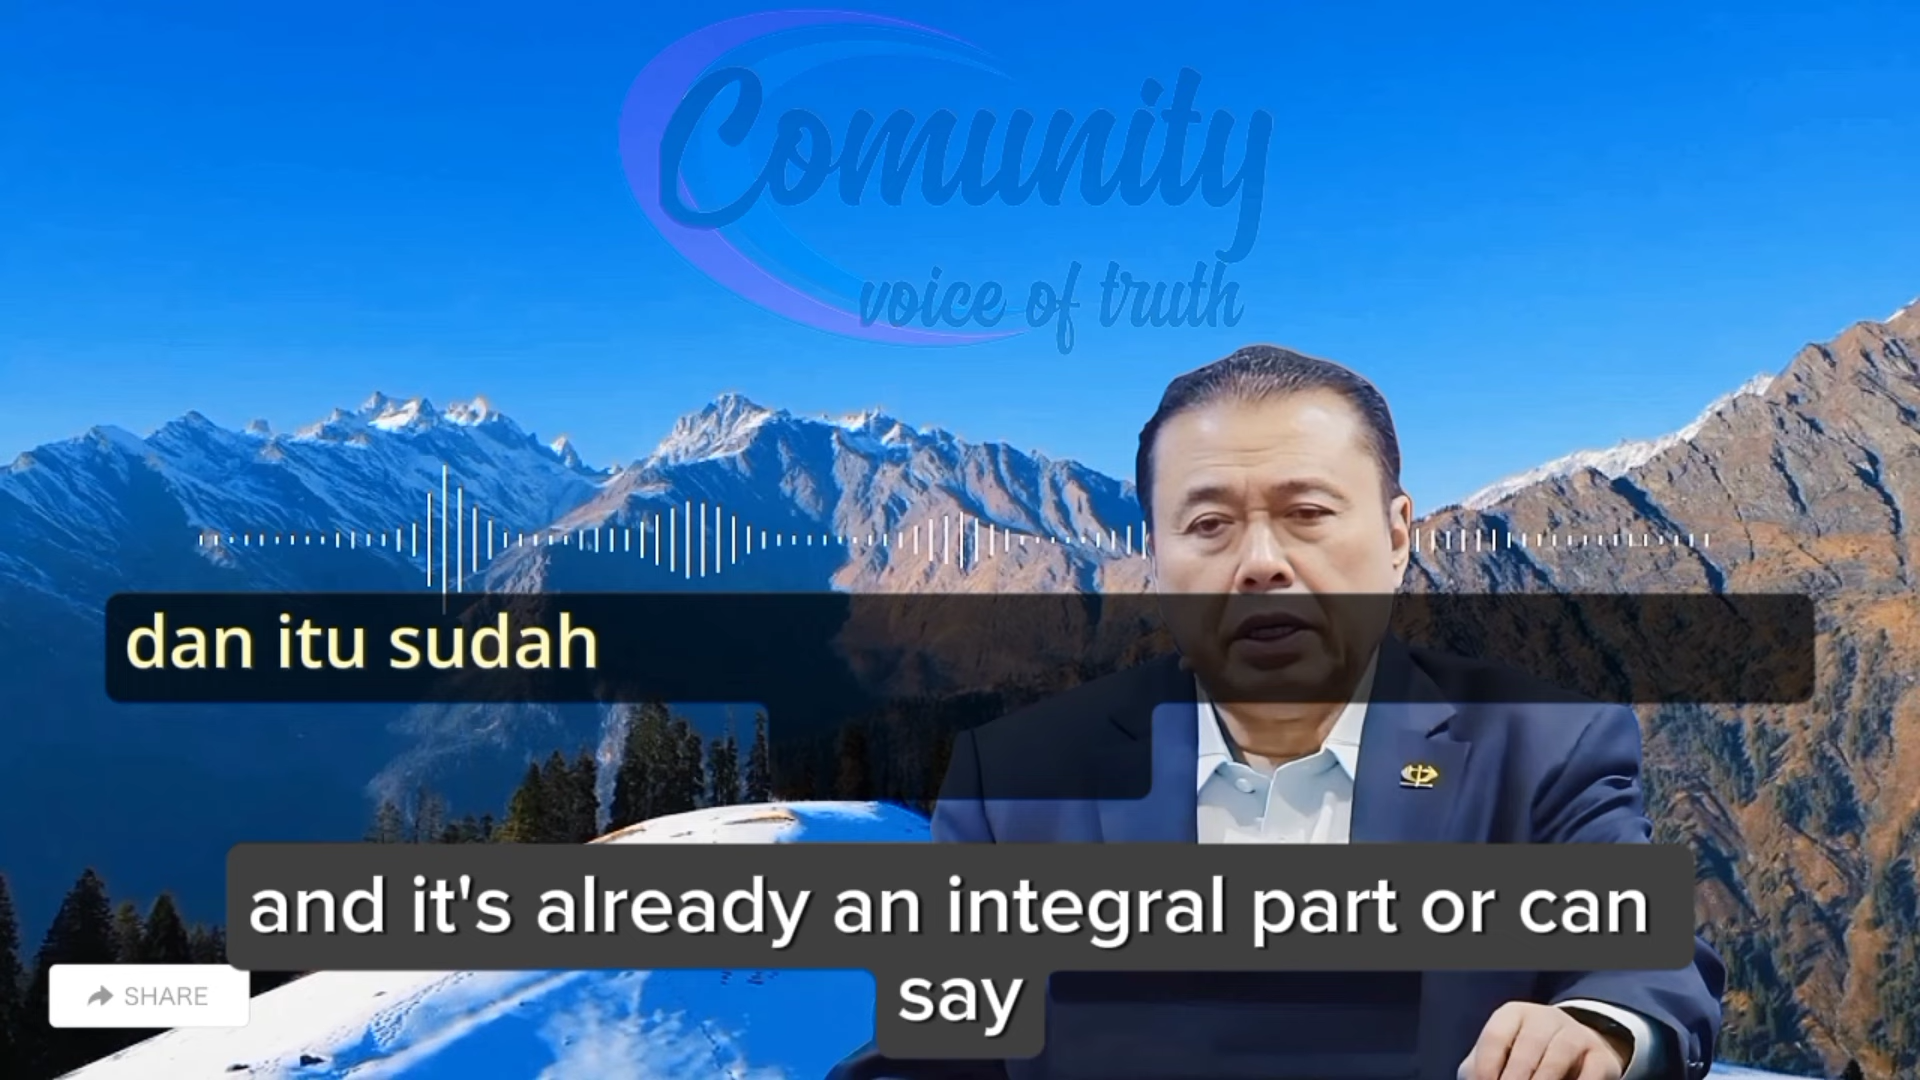 Comunity
voice of truth
dan itu sudah
and it's already an integral part or can
say
SHARE